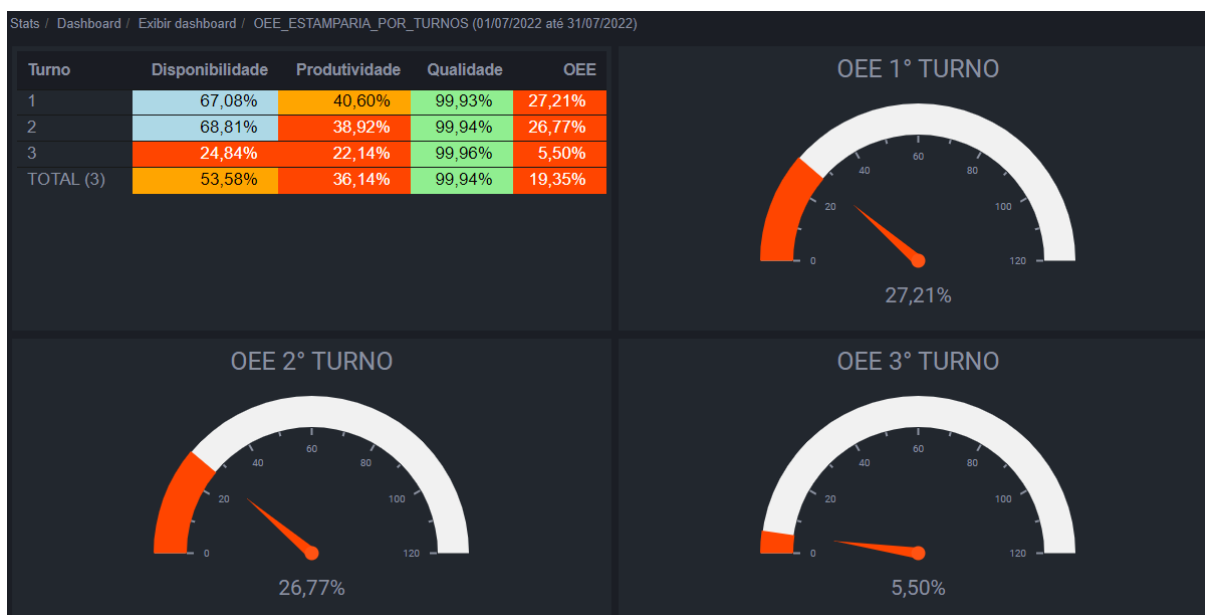 Stats / Dashboard / Exibir dashboard / OEE_ESTAMPARIA_POR_TURNOS (01/07/2022 até 31/07/2022)
Turno Disponibilidade Produtividade Qualidade OEE
1 67,08% 40,60% 99,93% 27,21%
2 68,81% 38,92% 99,94% 26,77%
3 24,84% 22,14% 99,96% 5,50%
TOTAL (3) 53,58% 36,14% 99,94% 19,35%
OEE 1° TURNO
0 20 40 60 80 100 120
27,21%
OEE 2° TURNO
0 20 40 60 80 100 120
26,77%
OEE 3° TURNO
0 20 40 60 80 100 120
5,50%